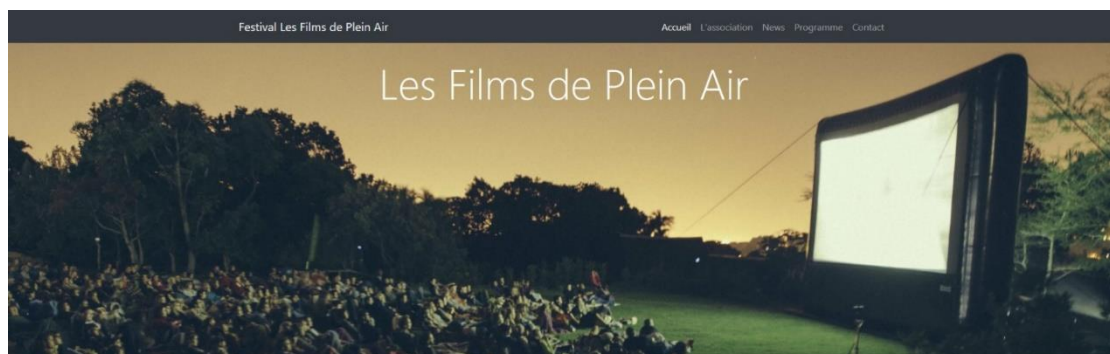 Festival Les Films de Plein Air
Accueil L'association News Programme Contact
Les Films de Plein Air